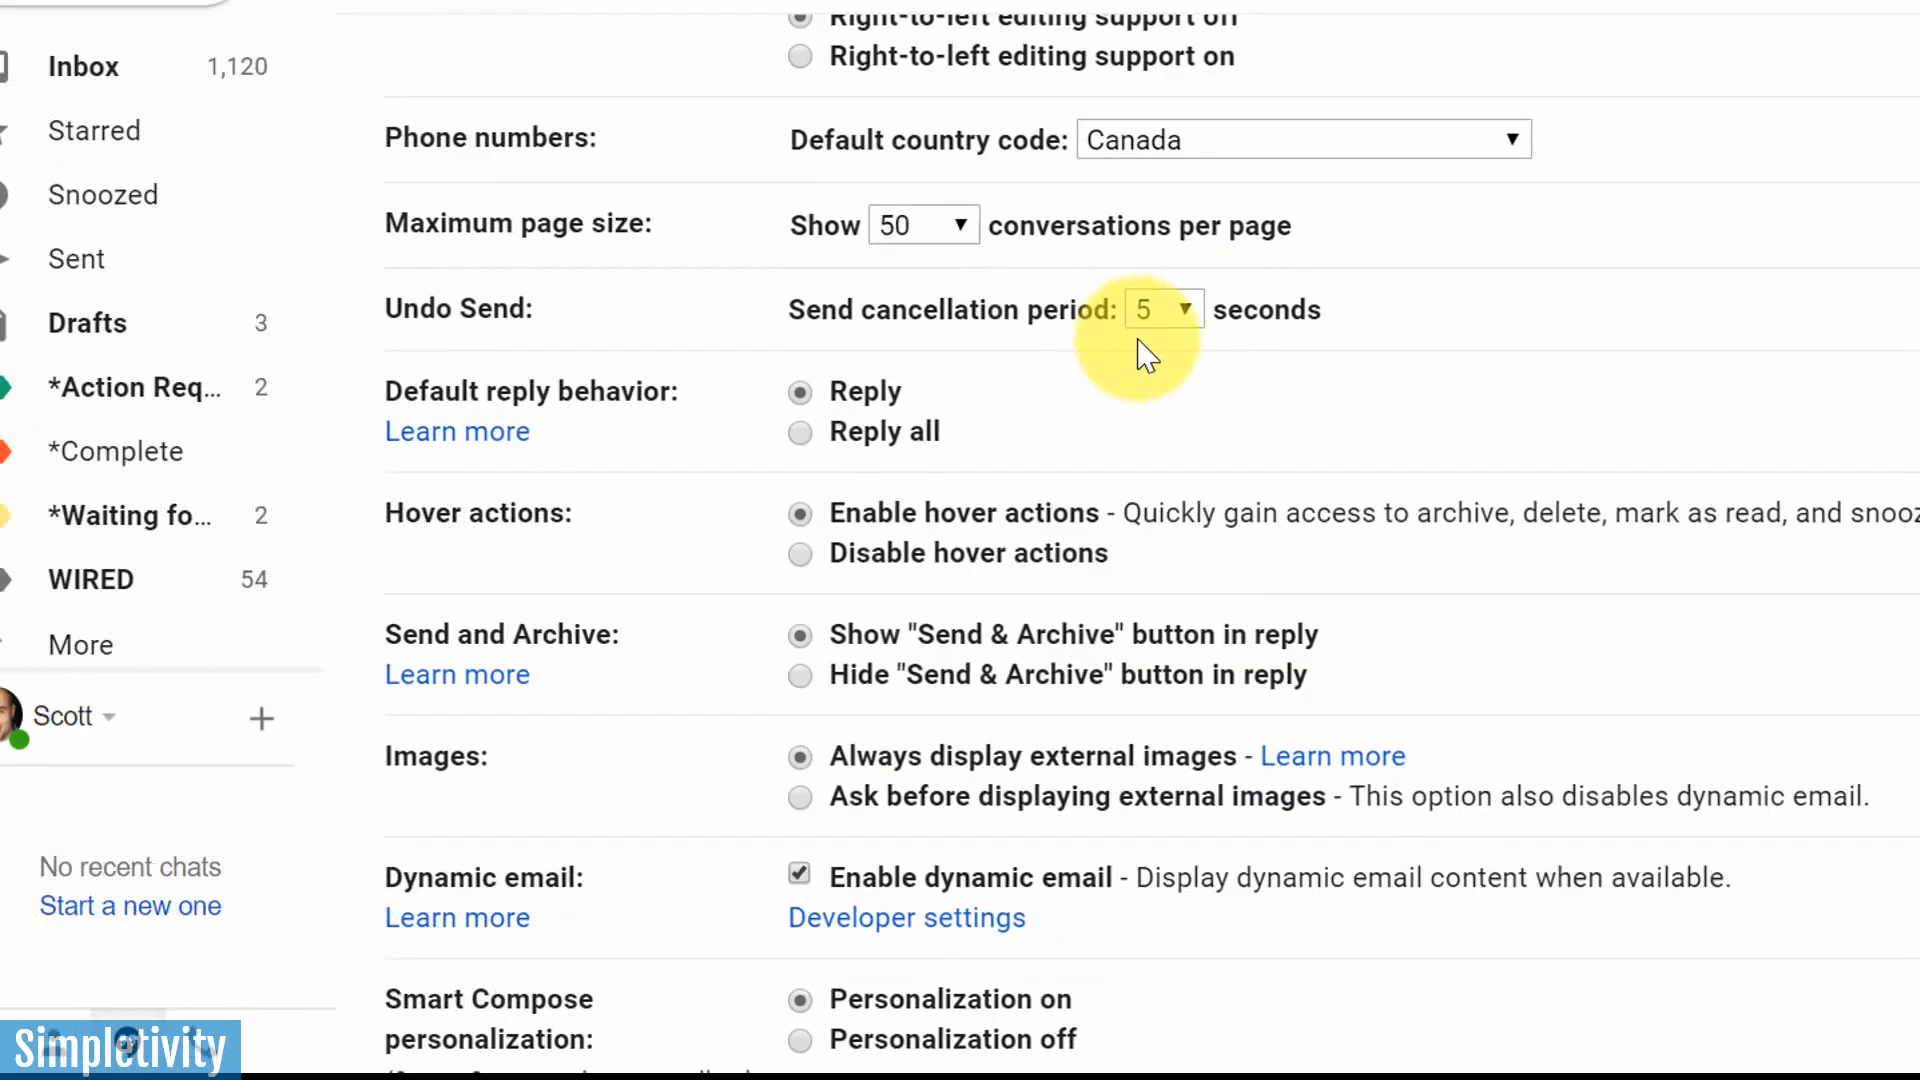 Inbox 1,120
Starred
Snoozed
Sent
Drafts 3
*Action Req... 2
*Complete
*Waiting fo... 2
WIRED 54
More
Scott
No recent chats
Start a new one
Simpletivity
Right-to-left editing support off
Right-to-left editing support on
Phone numbers: Default country code: Canada
Maximum page size: Show 50 conversations per page
Undo Send: Send cancellation period: 5 seconds
Default reply behavior: Reply
Learn more Reply all
Hover actions: Enable hover actions - Quickly gain access to archive, delete, mark as read, and snooz
Disable hover actions
Send and Archive: Show "Send & Archive" button in reply
Learn more Hide "Send & Archive" button in reply
Images: Always display external images - Learn more
Ask before displaying external images - This option also disables dynamic email.
Dynamic email: Enable dynamic email - Display dynamic email content when available.
Learn more Developer settings
Smart Compose Personalization on
personalization: Personalization off